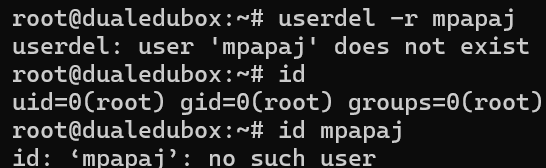 root@dualedubox:~# userdel -r mpapaj
userdel: user 'mpapaj' does not exist
root@dualedubox:~# id
uid=0(root) gid=0(root) groups=0(root)
root@dualedubox:~# id mpapaj
id: ‘mpapaj’: no such user